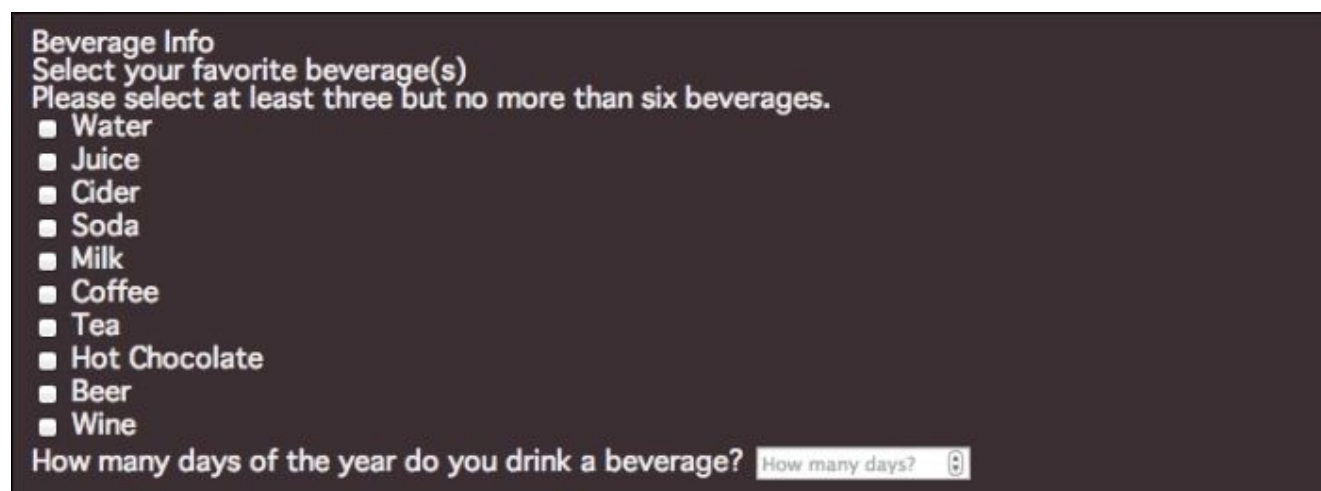 Beverage Info
Select your favorite beverage(s)
Please select at least three but no more than six beverages.
Water
Juice
Cider
Soda
Milk
Coffee
Tea
Hot Chocolate
Beer
Wine
How many days of the year do you drink a beverage? How many days?